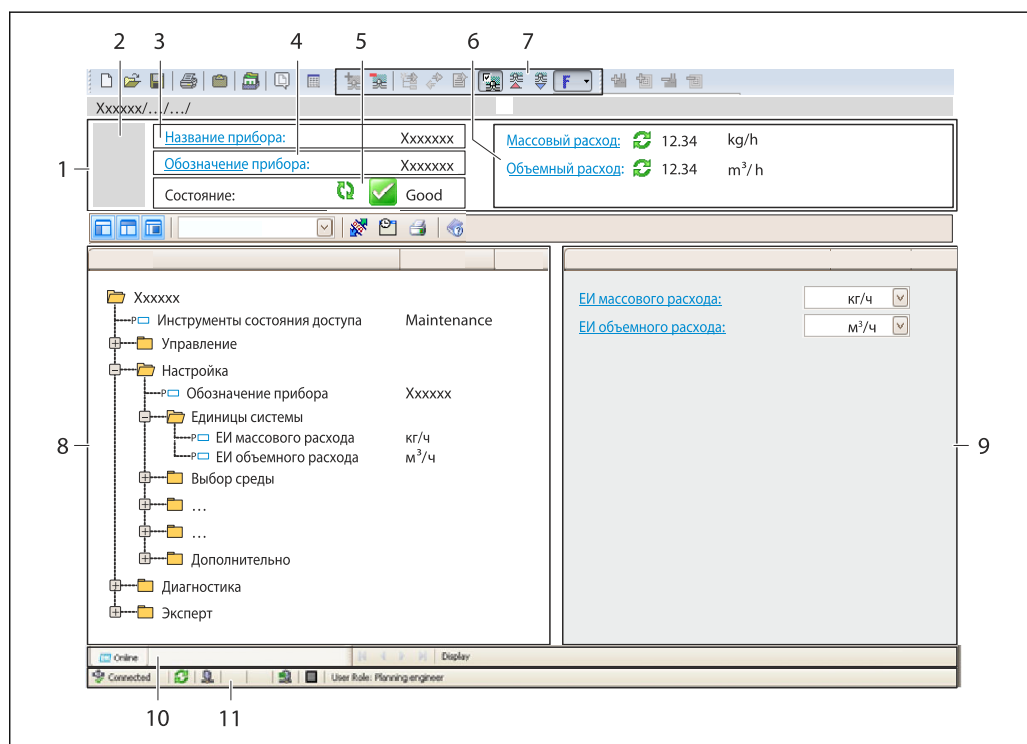 2 3 4 5 6 7
F
Xxxxxx/.../.../
1
Название прибора: Xxxxxxx
Обозначение прибора: Xxxxxxx
Состояние: Good
Массовый расход: 12.34 kg/h
Объемный расход: 12.34 m³/h
Xxxxxx
P Инструменты состояния доступа Maintenance
Управление
Настройка
P Обозначение прибора Xxxxxx
Единицы системы
P ЕИ массового расхода кг/ч
P ЕИ объемного расхода м³/ч
Выбор среды
...
...
Дополнительно
Диагностика
Эксперт
8
ЕИ массового расхода: кг/ч
ЕИ объемного расхода: м³/ч
9
Online Display
Connected User Role: Planning engineer
10 11